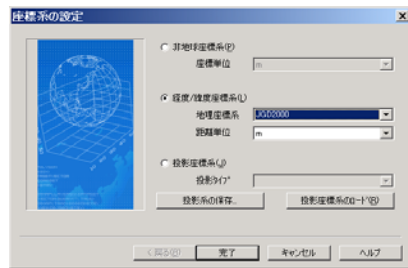 座標系の設定
非地球座標系(P)
座標単位 m
経度/緯度座標系(L)
地理座標系 JGD2000
距離単位 m
投影座標系(J)
投影タイプ
投影系の保存... 投影座標系のロード(R)
< 戻る(B) 完了 キャンセル ヘルプ